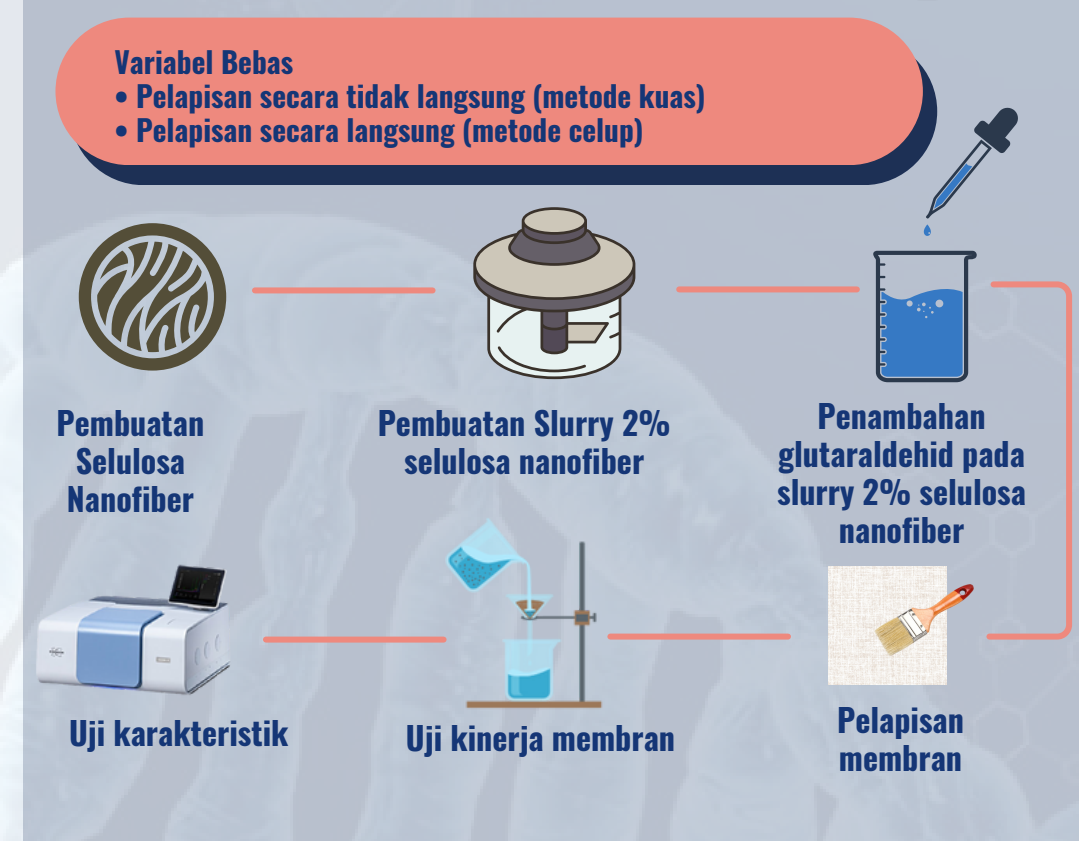 Variabel Bebas
• Pelapisan secara tidak langsung (metode kuas)
• Pelapisan secara langsung (metode celup)
Pembuatan
Selulosa
Nanofiber
Pembuatan Slurry 2%
selulosa nanofiber
Penambahan
glutaraldehid pada
slurry 2% selulosa
nanofiber
Uji karakteristik
Uji kinerja membran
Pelapisan
membran